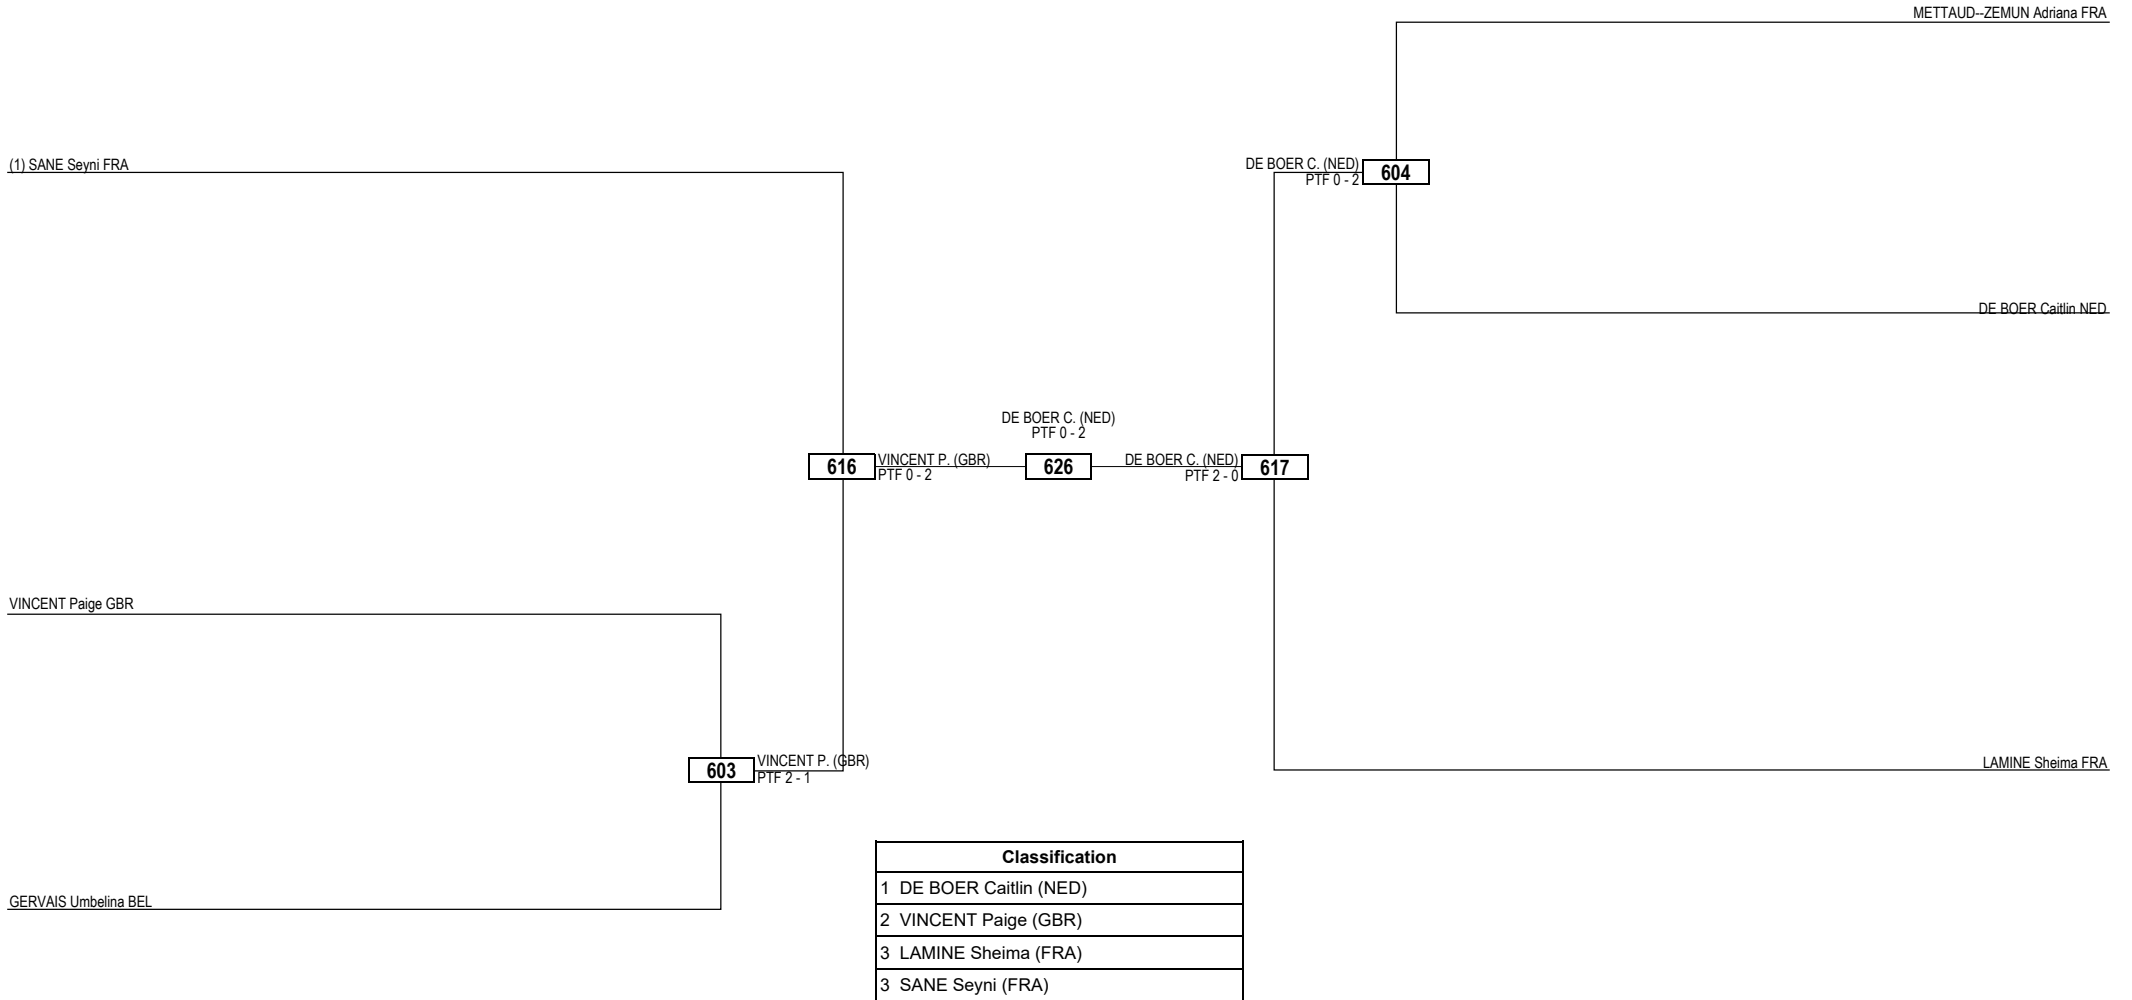 METTAUD--ZEMUN Adriana FRA
(1) SANE Seyni FRA
DE BOER C. (NED)
PTF 0 - 2
604
DE BOER Caitlin NED
DE BOER C. (NED)
PTF 0 - 2
616
VINCENT P. (GBR)
PTF 0 - 2
626
DE BOER C. (NED)
PTF 2 - 0
617
VINCENT Paige GBR
603
VINCENT P. (GBR)
PTF 2 - 1
LAMINE Sheima FRA
GERVAIS Umbelina BEL
Classification
1 DE BOER Caitlin (NED)
2 VINCENT Paige (GBR)
3 LAMINE Sheima (FRA)
3 SANE Seyni (FRA)